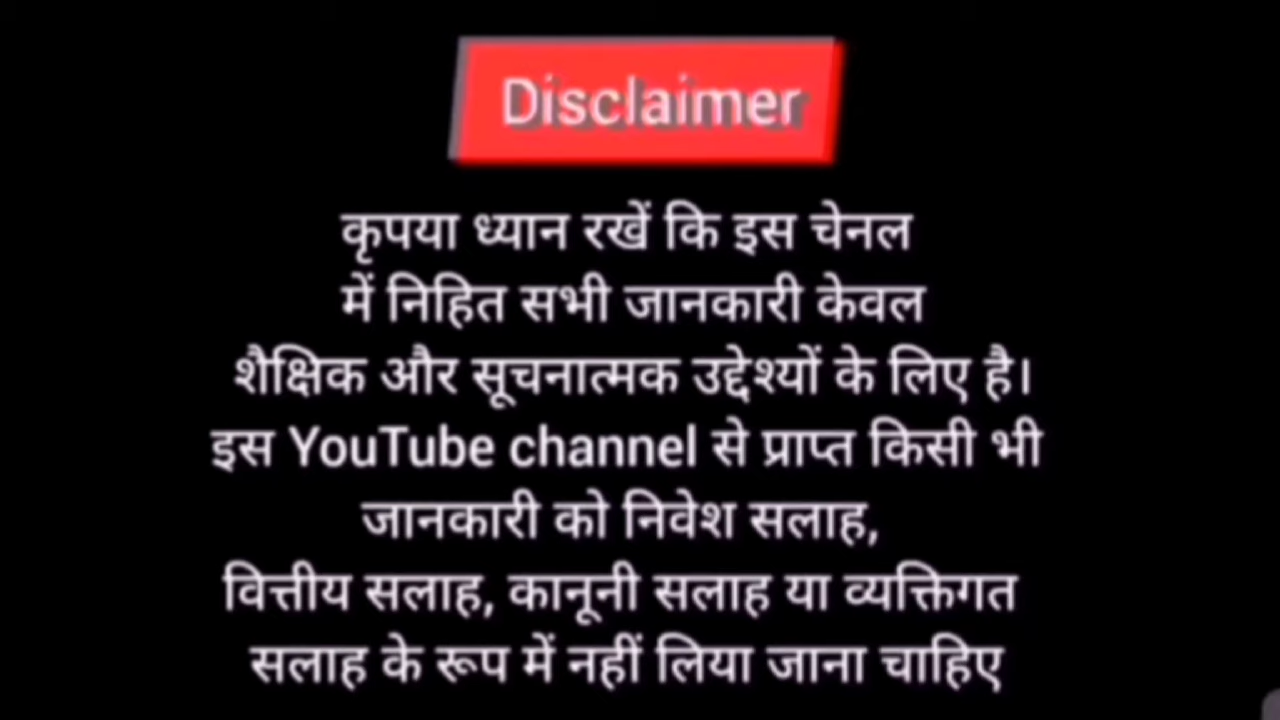 Disclaimer
कृपया ध्यान रखें कि इस चेनल
में निहित सभी जानकारी केवल
शैक्षिक और सूचनात्मक उद्देश्यों के लिए है।
इस YouTube channel से प्राप्त किसी भी
जानकारी को निवेश सलाह,
वित्तीय सलाह, कानूनी सलाह या व्यक्तिगत
सलाह के रूप में नहीं लिया जाना चाहिए